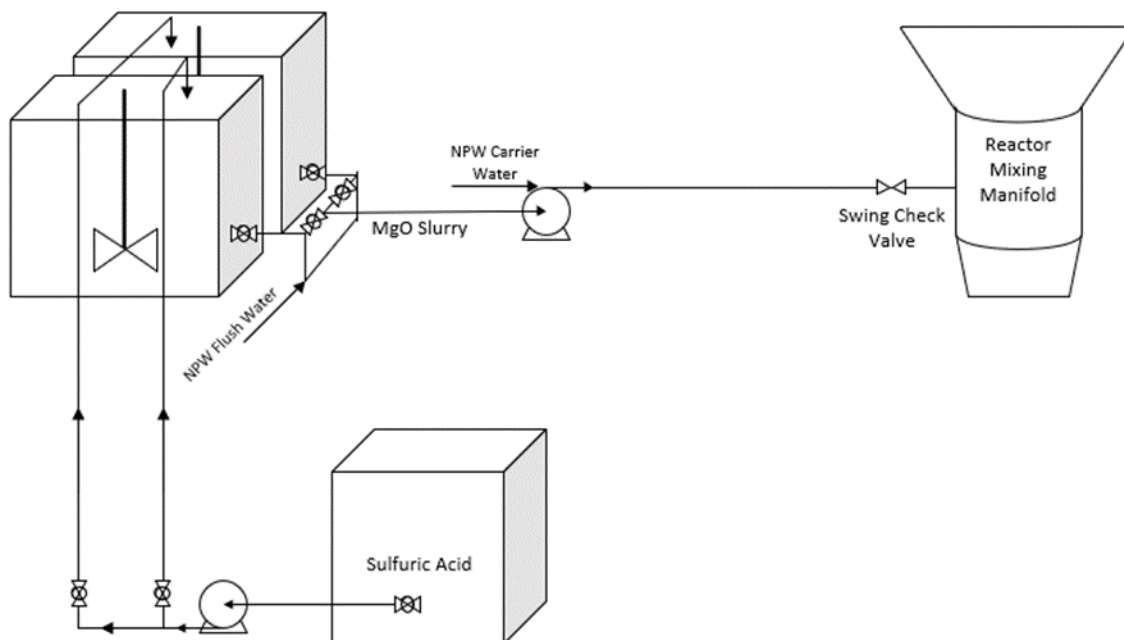 NPW Carrier
Water
Reactor
Mixing
Manifold
MgO Slurry
Swing Check
Valve
NPW Flush Water
Sulfuric Acid